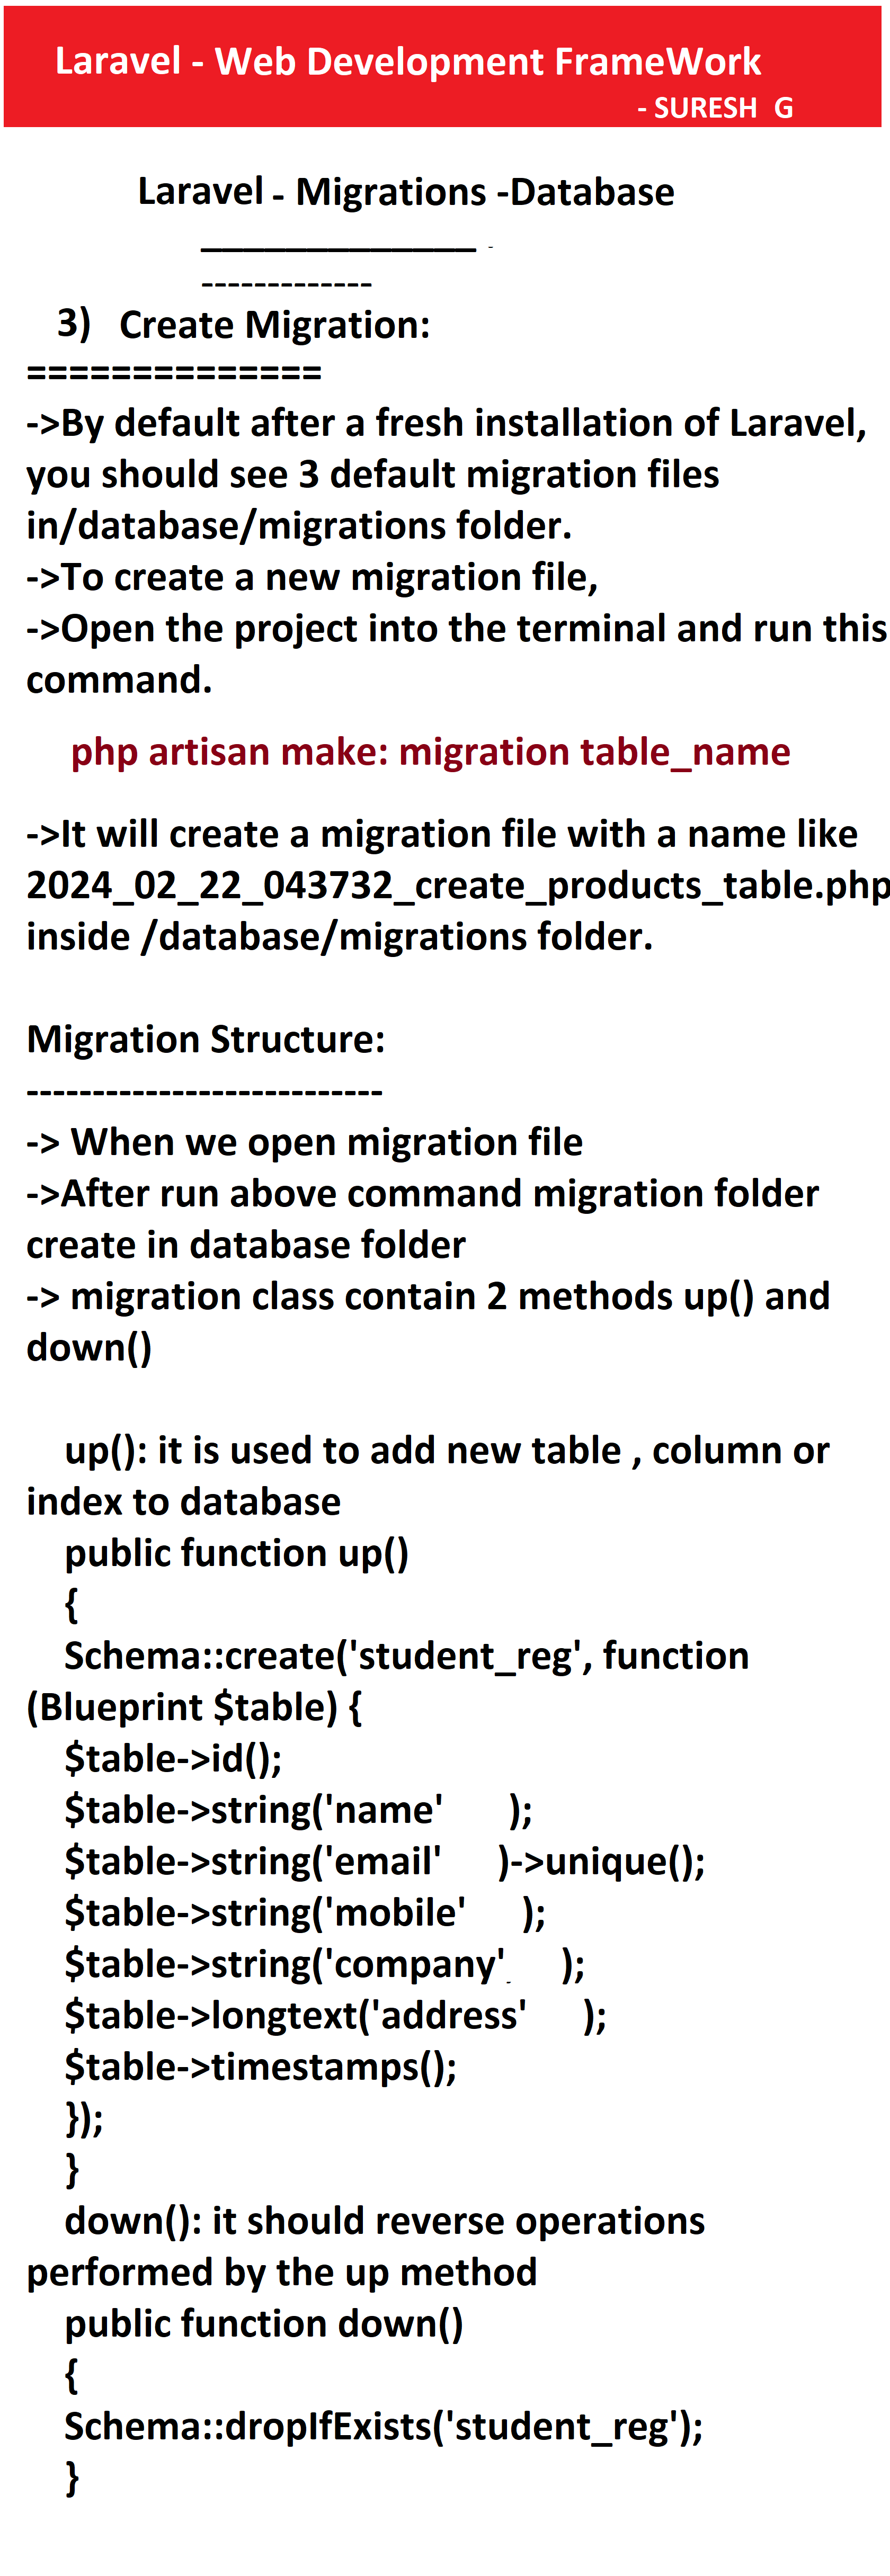 Laravel - Web Development FrameWork
- SURESH G
Laravel - Migrations -Database
_____________ -
-------------
3) Create Migration:
==============
->By default after a fresh installation of Laravel,
you should see 3 default migration files
in/database/migrations folder.
->To create a new migration file,
->Open the project into the terminal and run this
command.
php artisan make: migration table_name
->It will create a migration file with a name like
2024_02_22_043732_create_products_table.php
inside /database/migrations folder.
Migration Structure:
---------------------------
-> When we open migration file
->After run above command migration folder
create in database folder
-> migration class contain 2 methods up() and
down()
up(): it is used to add new table , column or
index to database
public function up()
{
Schema::create('student_reg', function
(Blueprint $table) {
$table->id();
$table->string('name' );
$table->string('email' )->unique();
$table->string('mobile' );
$table->string('company' );
$table->longtext('address' );
$table->timestamps();
});
}
down(): it should reverse operations
performed by the up method
public function down()
{
Schema::dropIfExists('student_reg');
}